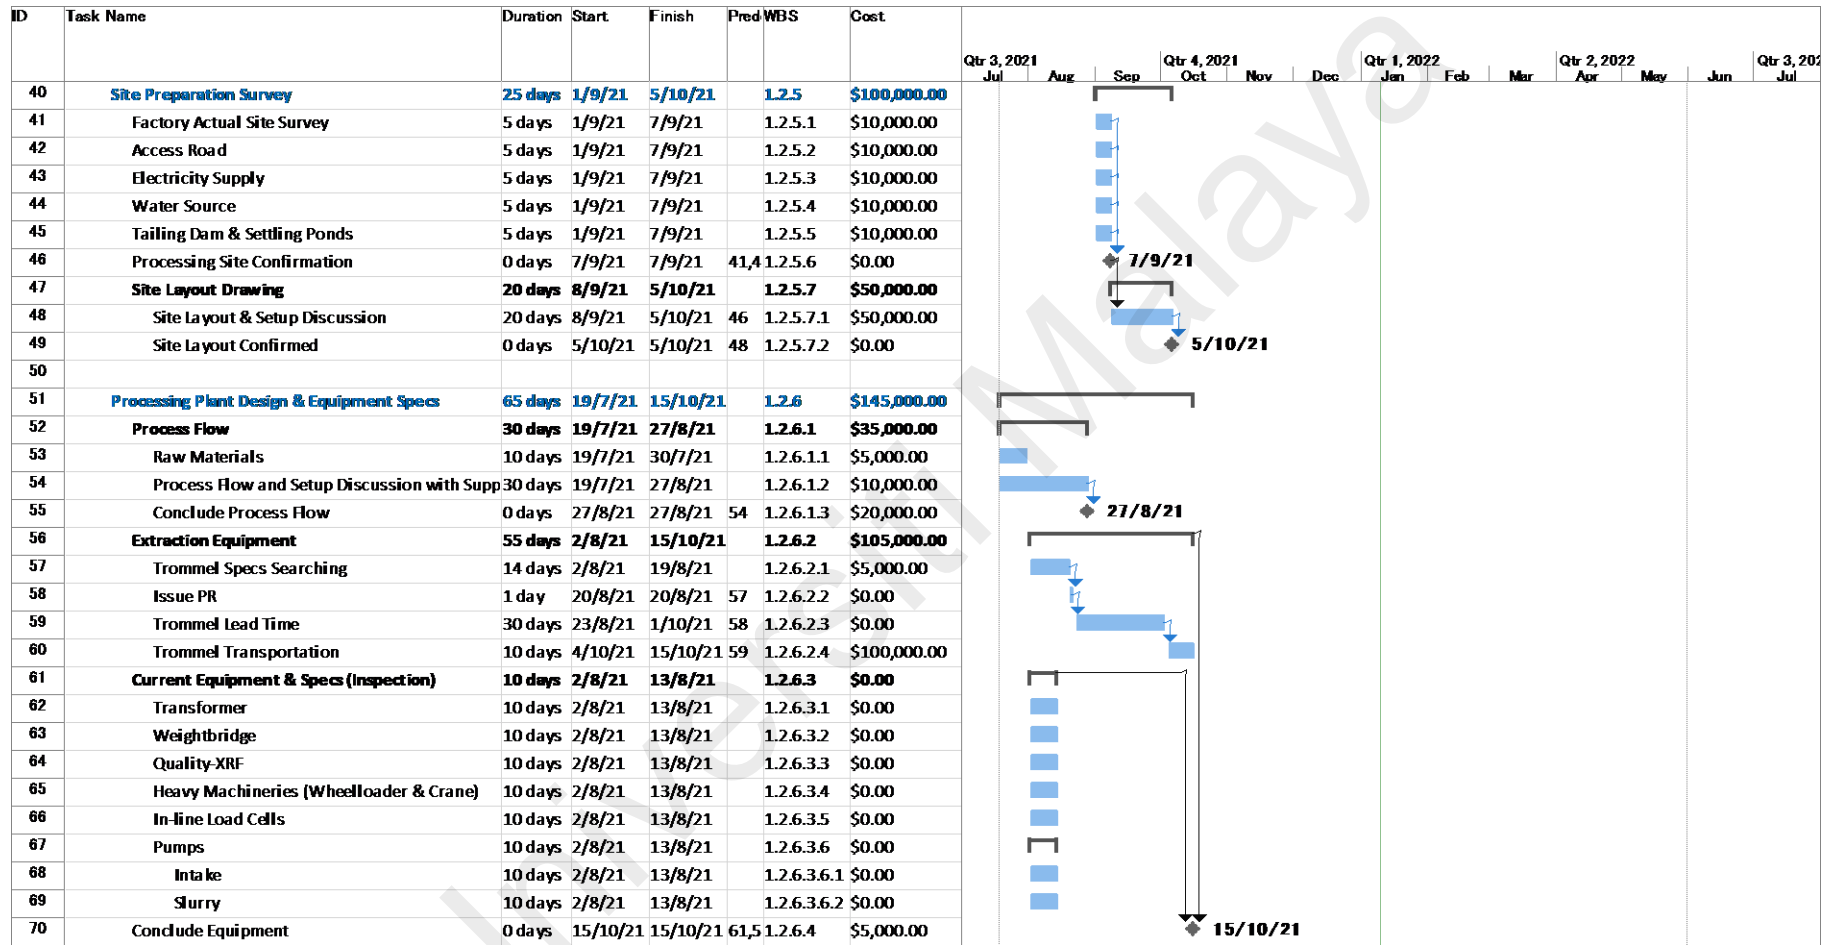 ID Task Name Duration Start Finish Pred WBS Cost
Qtr 3, 2021 Qtr 4, 2021 Qtr 1, 2022 Qtr 2, 2022 Qtr 3, 202
Jul Aug Sep Oct Nov Dec Jan Feb Mar Apr May Jun Jul
40 Site Preparation Survey 25 days 1/9/21 5/10/21 1.2.5 $100,000.00
41 Factory Actual Site Survey 5 days 1/9/21 7/9/21 1.2.5.1 $10,000.00
42 Access Road 5 days 1/9/21 7/9/21 1.2.5.2 $10,000.00
43 Electricity Supply 5 days 1/9/21 7/9/21 1.2.5.3 $10,000.00
44 Water Source 5 days 1/9/21 7/9/21 1.2.5.4 $10,000.00
45 Tailing Dam & Settling Ponds 5 days 1/9/21 7/9/21 1.2.5.5 $10,000.00
46 Processing Site Confirmation 0 days 7/9/21 7/9/21 41,4 1.2.5.6 $0.00 7/9/21
47 Site Layout Drawing 20 days 8/9/21 5/10/21 1.2.5.7 $50,000.00
48 Site Layout & Setup Discussion 20 days 8/9/21 5/10/21 46 1.2.5.7.1 $50,000.00
49 Site Layout Confirmed 0 days 5/10/21 5/10/21 48 1.2.5.7.2 $0.00 5/10/21
50
51 Processing Plant Design & Equipment Specs 65 days 19/7/21 15/10/21 1.2.6 $145,000.00
52 Process Flow 30 days 19/7/21 27/8/21 1.2.6.1 $35,000.00
53 Raw Materials 10 days 19/7/21 30/7/21 1.2.6.1.1 $5,000.00
54 Process Flow and Setup Discussion with Supp 30 days 19/7/21 27/8/21 1.2.6.1.2 $10,000.00
55 Conclude Process Flow 0 days 27/8/21 27/8/21 54 1.2.6.1.3 $20,000.00 27/8/21
56 Extraction Equipment 55 days 2/8/21 15/10/21 1.2.6.2 $105,000.00
57 Trommel Specs Searching 14 days 2/8/21 19/8/21 1.2.6.2.1 $5,000.00
58 Issue PR 1 day 20/8/21 20/8/21 57 1.2.6.2.2 $0.00
59 Trommel Lead Time 30 days 23/8/21 1/10/21 58 1.2.6.2.3 $0.00
60 Trommel Transportation 10 days 4/10/21 15/10/21 59 1.2.6.2.4 $100,000.00
61 Current Equipment & Specs (Inspection) 10 days 2/8/21 13/8/21 1.2.6.3 $0.00
62 Transformer 10 days 2/8/21 13/8/21 1.2.6.3.1 $0.00
63 Weightbridge 10 days 2/8/21 13/8/21 1.2.6.3.2 $0.00
64 Quality-XRF 10 days 2/8/21 13/8/21 1.2.6.3.3 $0.00
65 Heavy Machineries (Wheelloader & Crane) 10 days 2/8/21 13/8/21 1.2.6.3.4 $0.00
66 In-line Load Cells 10 days 2/8/21 13/8/21 1.2.6.3.5 $0.00
67 Pumps 10 days 2/8/21 13/8/21 1.2.6.3.6 $0.00
68 Intake 10 days 2/8/21 13/8/21 1.2.6.3.6.1 $0.00
69 Slurry 10 days 2/8/21 13/8/21 1.2.6.3.6.2 $0.00
70 Conclude Equipment 0 days 15/10/21 15/10/21 61,5 1.2.6.4 $5,000.00 15/10/21
niversiti Malaya